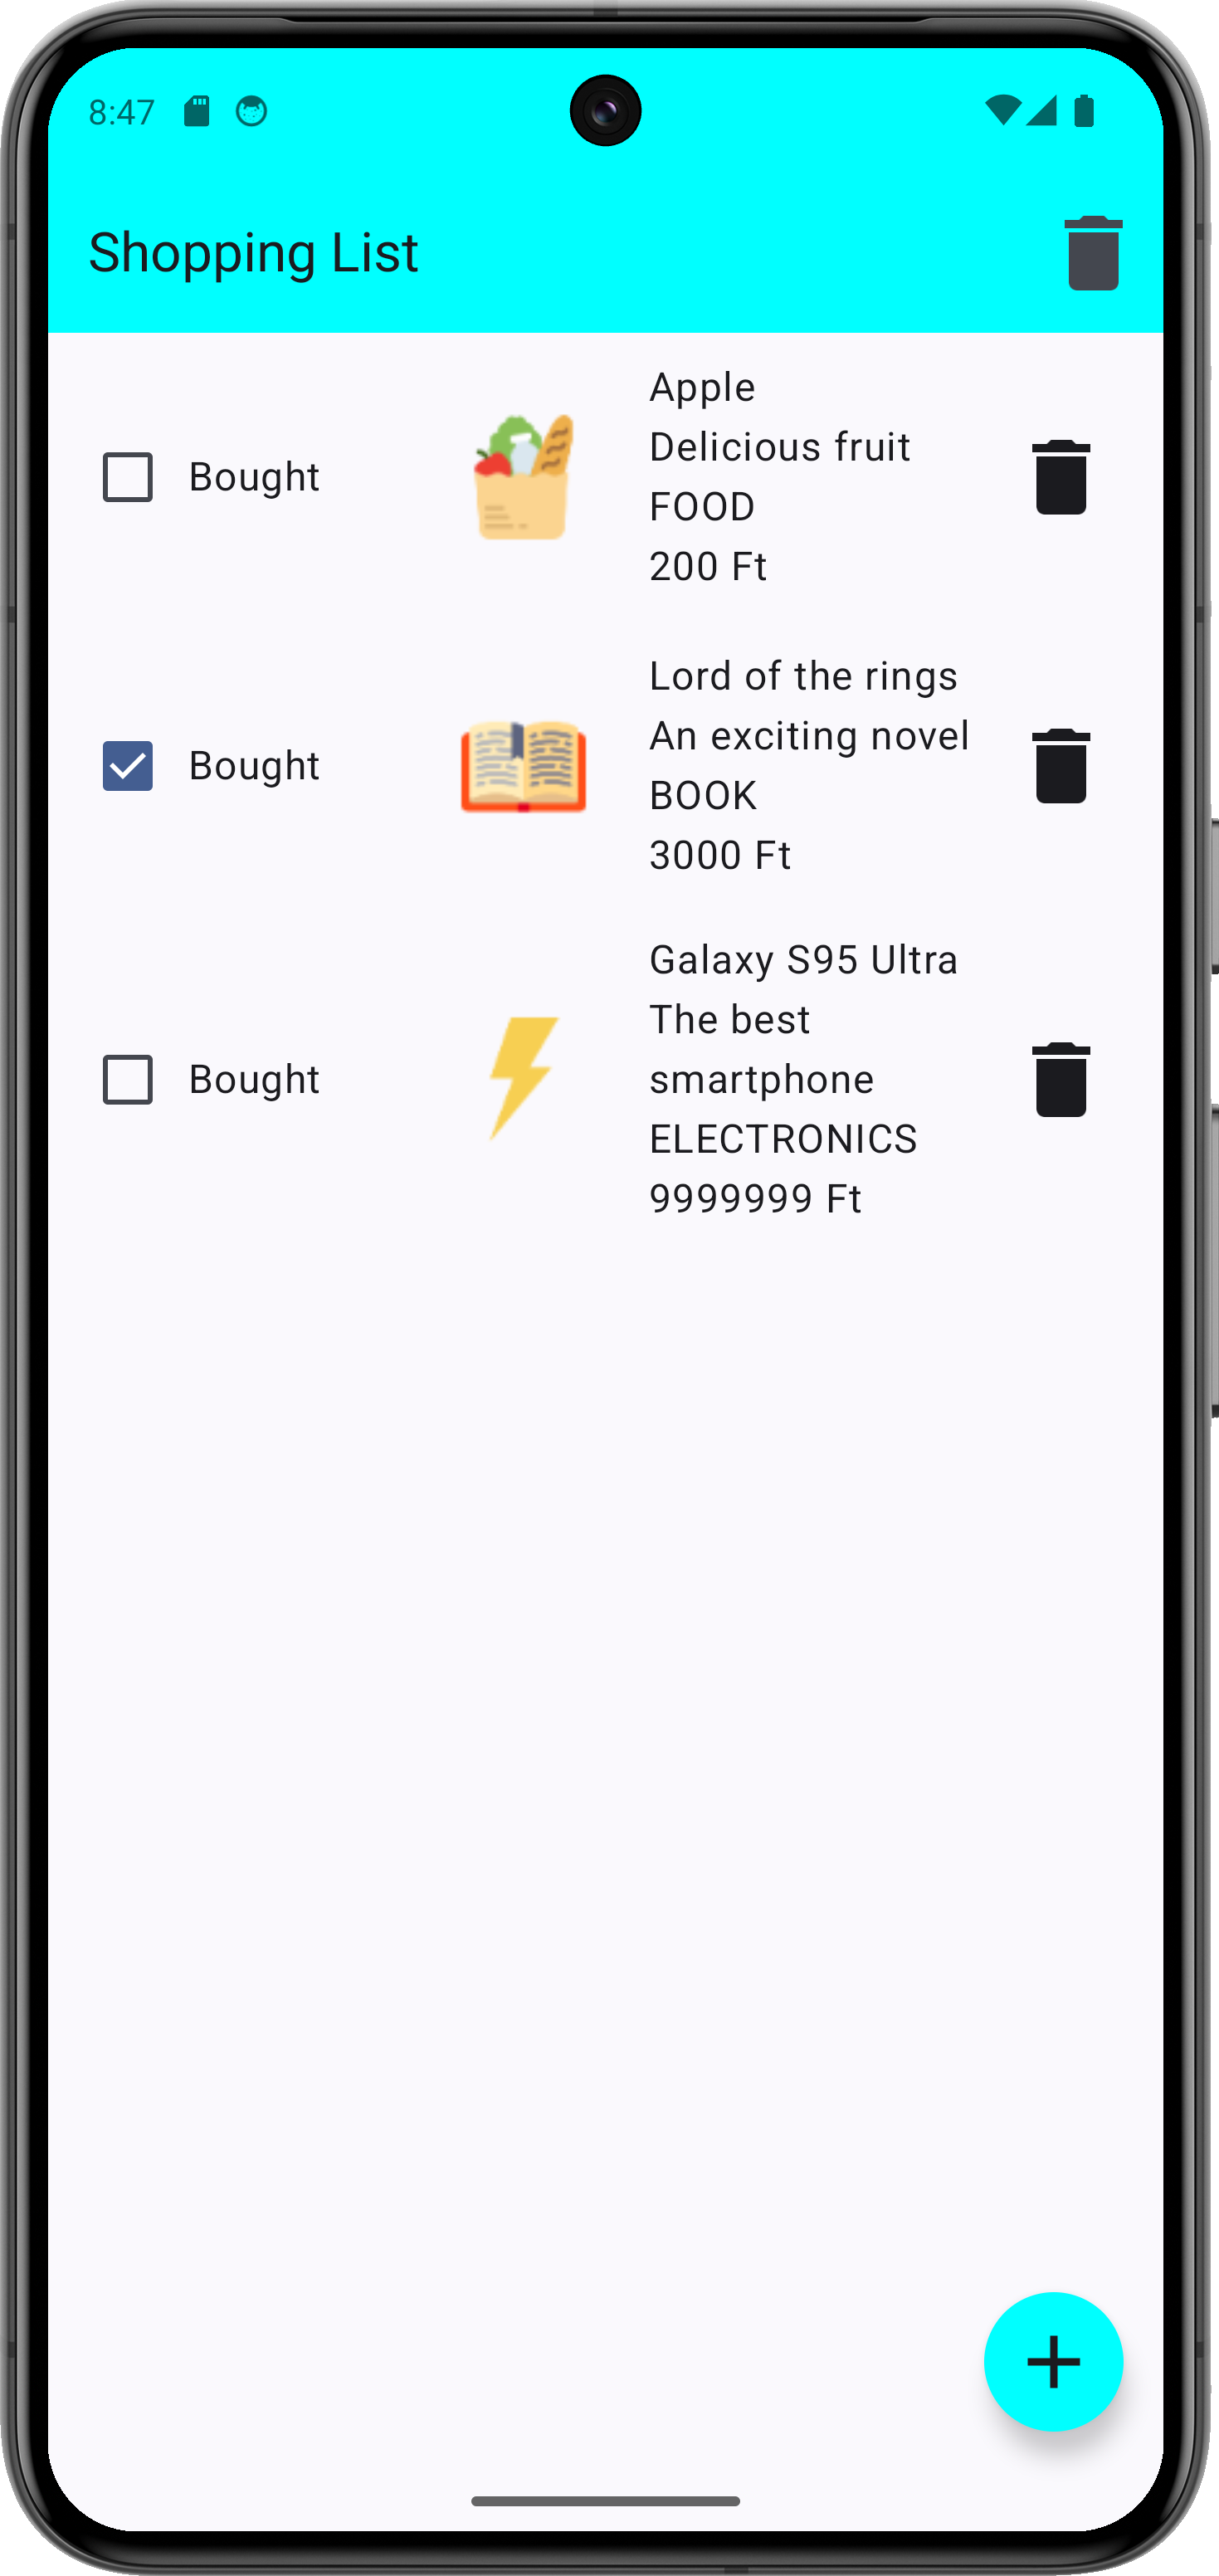 8:47
Shopping List
Apple
Delicious fruit
FOOD
200 Ft
Bought
Lord of the rings
An exciting novel
BOOK
3000 Ft
Bought
Galaxy S95 Ultra
The best
smartphone
ELECTRONICS
9999999 Ft
Bought